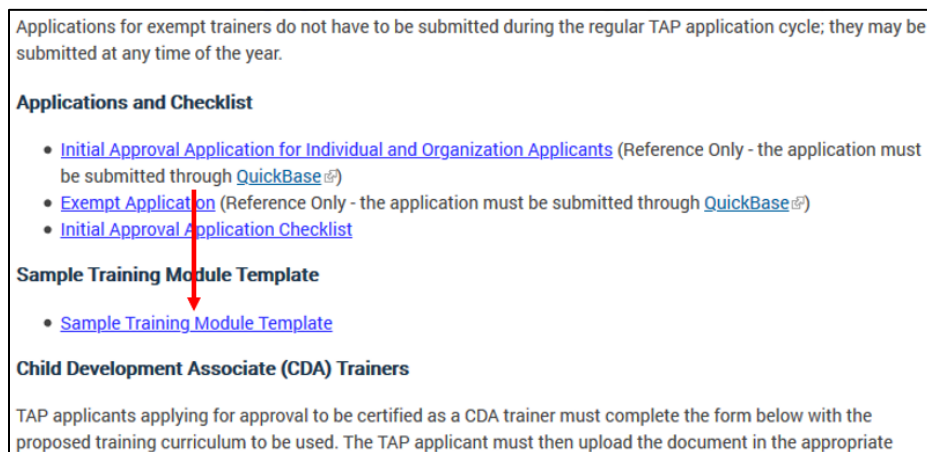 Applications for exempt trainers do not have to be submitted during the regular TAP application cycle; they may be
submitted at any time of the year.
Applications and Checklist
• Initial Approval Application for Individual and Organization Applicants (Reference Only - the application must
be submitted through QuickBase)
• Exempt Application (Reference Only - the application must be submitted through QuickBase)
• Initial Approval Application Checklist
Sample Training Module Template
• Sample Training Module Template
Child Development Associate (CDA) Trainers
TAP applicants applying for approval to be certified as a CDA trainer must complete the form below with the
proposed training curriculum to be used. The TAP applicant must then upload the document in the appropriate